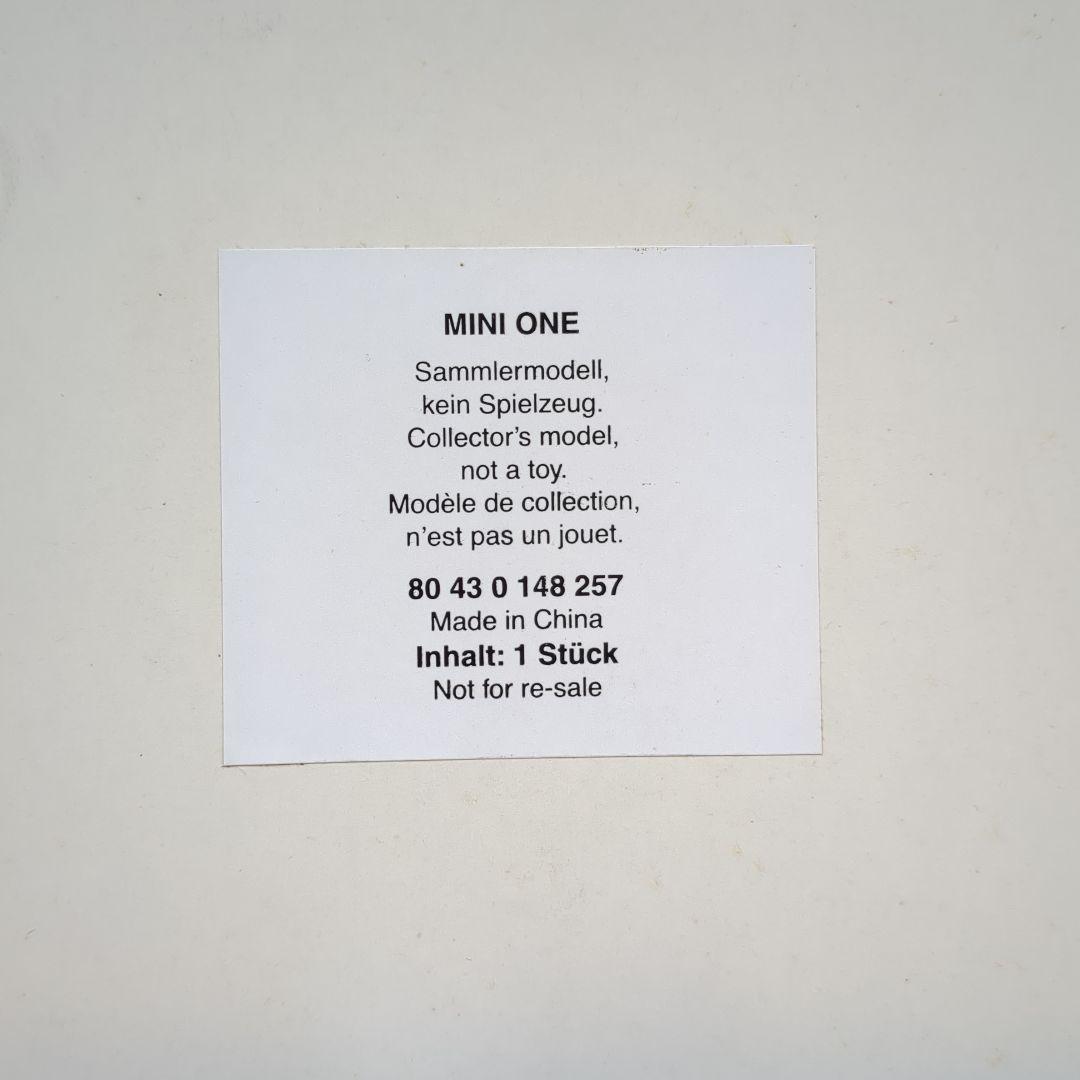 MINI ONE
Sammlermodell,
kein Spielzeug.
Collector's model,
not a toy.
Modèle de collection,
n'est pas un jouet.
80 43 0 148 257
Made in China
Inhalt: 1 Stück
Not for re-sale